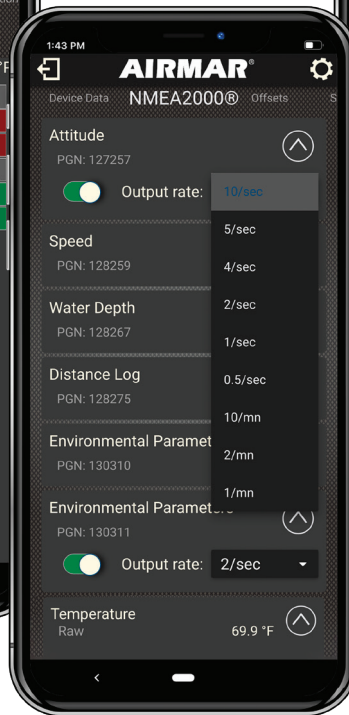 1:43 PM
AIRMAR®
Device Data NMEA2000® Offsets S
Attitude
PGN: 127257
Output rate: 10/sec
5/sec
Speed
PGN: 128259
4/sec
Water Depth
2/sec
PGN: 128267
1/sec
Distance Log
0.5/sec
PGN: 128275
10/mn
Environmental Paramet
2/mn
PGN: 130310
1/mn
Environmental Parameters
PGN: 130311
Output rate: 2/sec
Temperature
Raw
69.9 °F